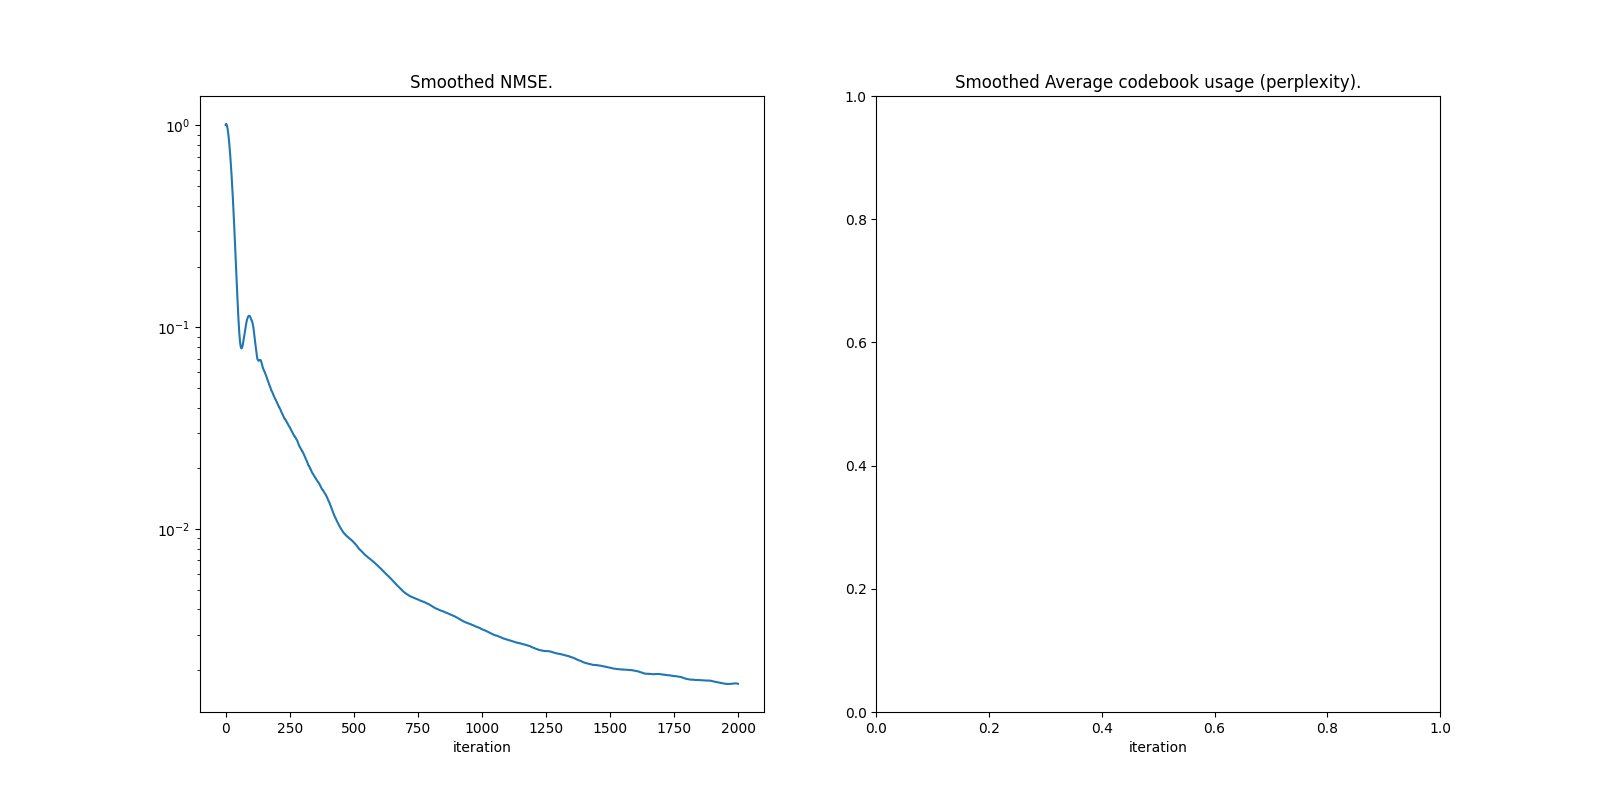 Smoothed NMSE.
10^0
10^-1
10^-2
0 250 500 750 1000 1250 1500 1750 2000
iteration
Smoothed Average codebook usage (perplexity).
1.0
0.8
0.6
0.4
0.2
0.0
0.0 0.2 0.4 0.6 0.8 1.0
iteration